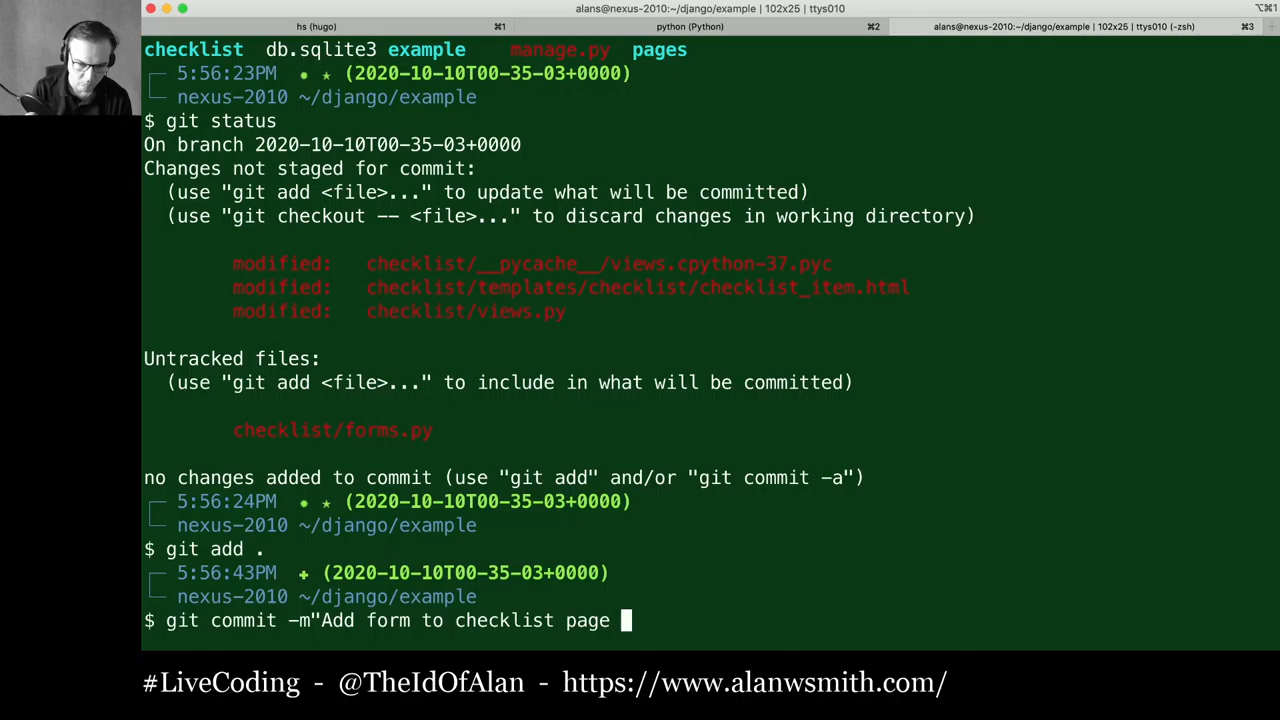 alans@nexus-2010:~/django/example | 102x25 | ttys010
⌥⌘1
hs (hugo) ⌘1 python (Python) ⌘2 alans@nexus-2010:~/django/example | 102x25 | ttys010 (-zsh) ⌘3
checklist db.sqlite3 example manage.py pages
5:56:23PM ● ★ (2020-10-10T00-35-03+0000)
nexus-2010 ~/django/example
$ git status
On branch 2020-10-10T00-35-03+0000
Changes not staged for commit:
(use "git add <file>..." to update what will be committed)
(use "git checkout -- <file>..." to discard changes in working directory)
modified: checklist/__pycache__/views.cpython-37.pyc
modified: checklist/templates/checklist/checklist_item.html
modified: checklist/views.py
Untracked files:
(use "git add <file>..." to include in what will be committed)
checklist/forms.py
no changes added to commit (use "git add" and/or "git commit -a")
5:56:24PM ● ★ (2020-10-10T00-35-03+0000)
nexus-2010 ~/django/example
$ git add .
5:56:43PM ✚ (2020-10-10T00-35-03+0000)
nexus-2010 ~/django/example
$ git commit -m"Add form to checklist page
#LiveCoding - @TheIdOfAlan - https://www.alanwsmith.com/